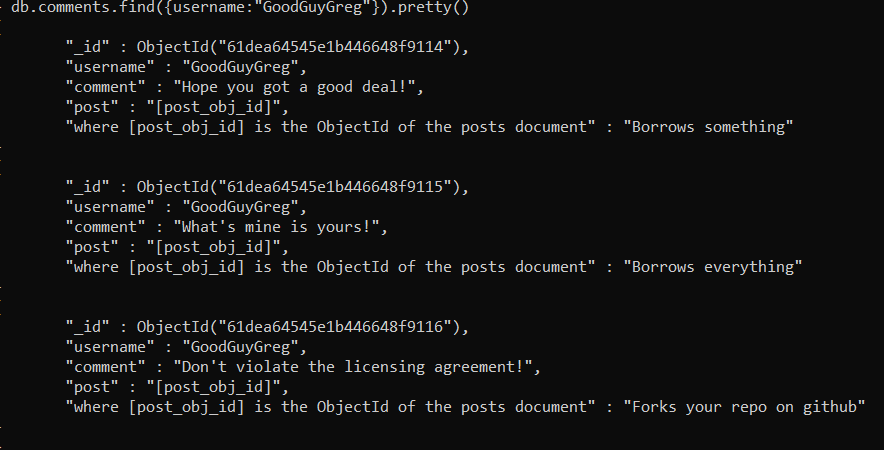 db.comments.find({username:"GoodGuyGreg"}).pretty()
"_id" : ObjectId("61dea64545e1b446648f9114"),
"username" : "GoodGuyGreg",
"comment" : "Hope you got a good deal!",
"post" : "[post_obj_id]",
"where [post_obj_id] is the ObjectId of the posts document" : "Borrows something"
"_id" : ObjectId("61dea64545e1b446648f9115"),
"username" : "GoodGuyGreg",
"comment" : "What's mine is yours!",
"post" : "[post_obj_id]",
"where [post_obj_id] is the ObjectId of the posts document" : "Borrows everything"
"_id" : ObjectId("61dea64545e1b446648f9116"),
"username" : "GoodGuyGreg",
"comment" : "Don't violate the licensing agreement!",
"post" : "[post_obj_id]",
"where [post_obj_id] is the ObjectId of the posts document" : "Forks your repo on github"